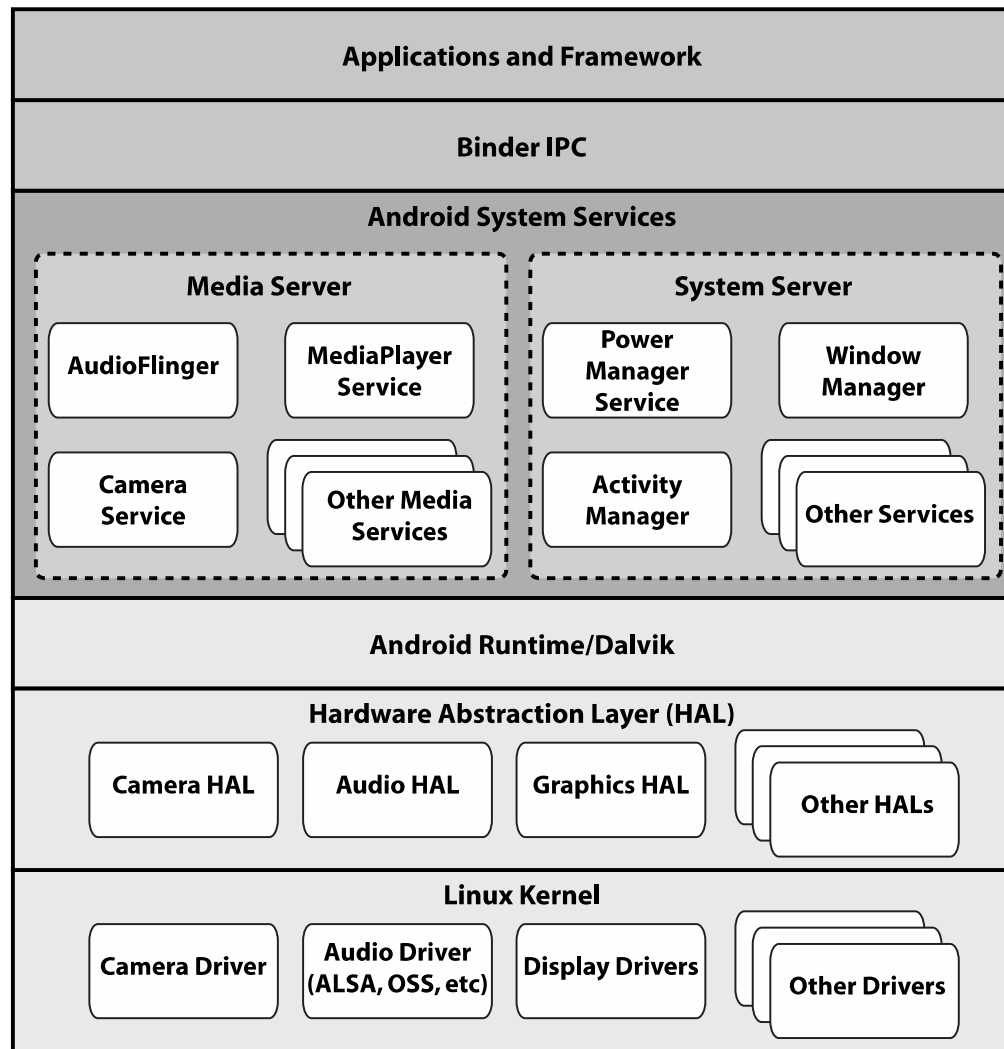 Applications and Framework
Binder IPC
Android System Services
Media Server
AudioFlinger
MediaPlayer
Service
Camera
Service
Other Media
Services
System Server
Power
Manager
Service
Window
Manager
Activity
Manager
Other Services
Android Runtime/Dalvik
Hardware Abstraction Layer (HAL)
Camera HAL
Audio HAL
Graphics HAL
Other HALs
Linux Kernel
Camera Driver
Audio Driver
(ALSA, OSS, etc)
Display Drivers
Other Drivers